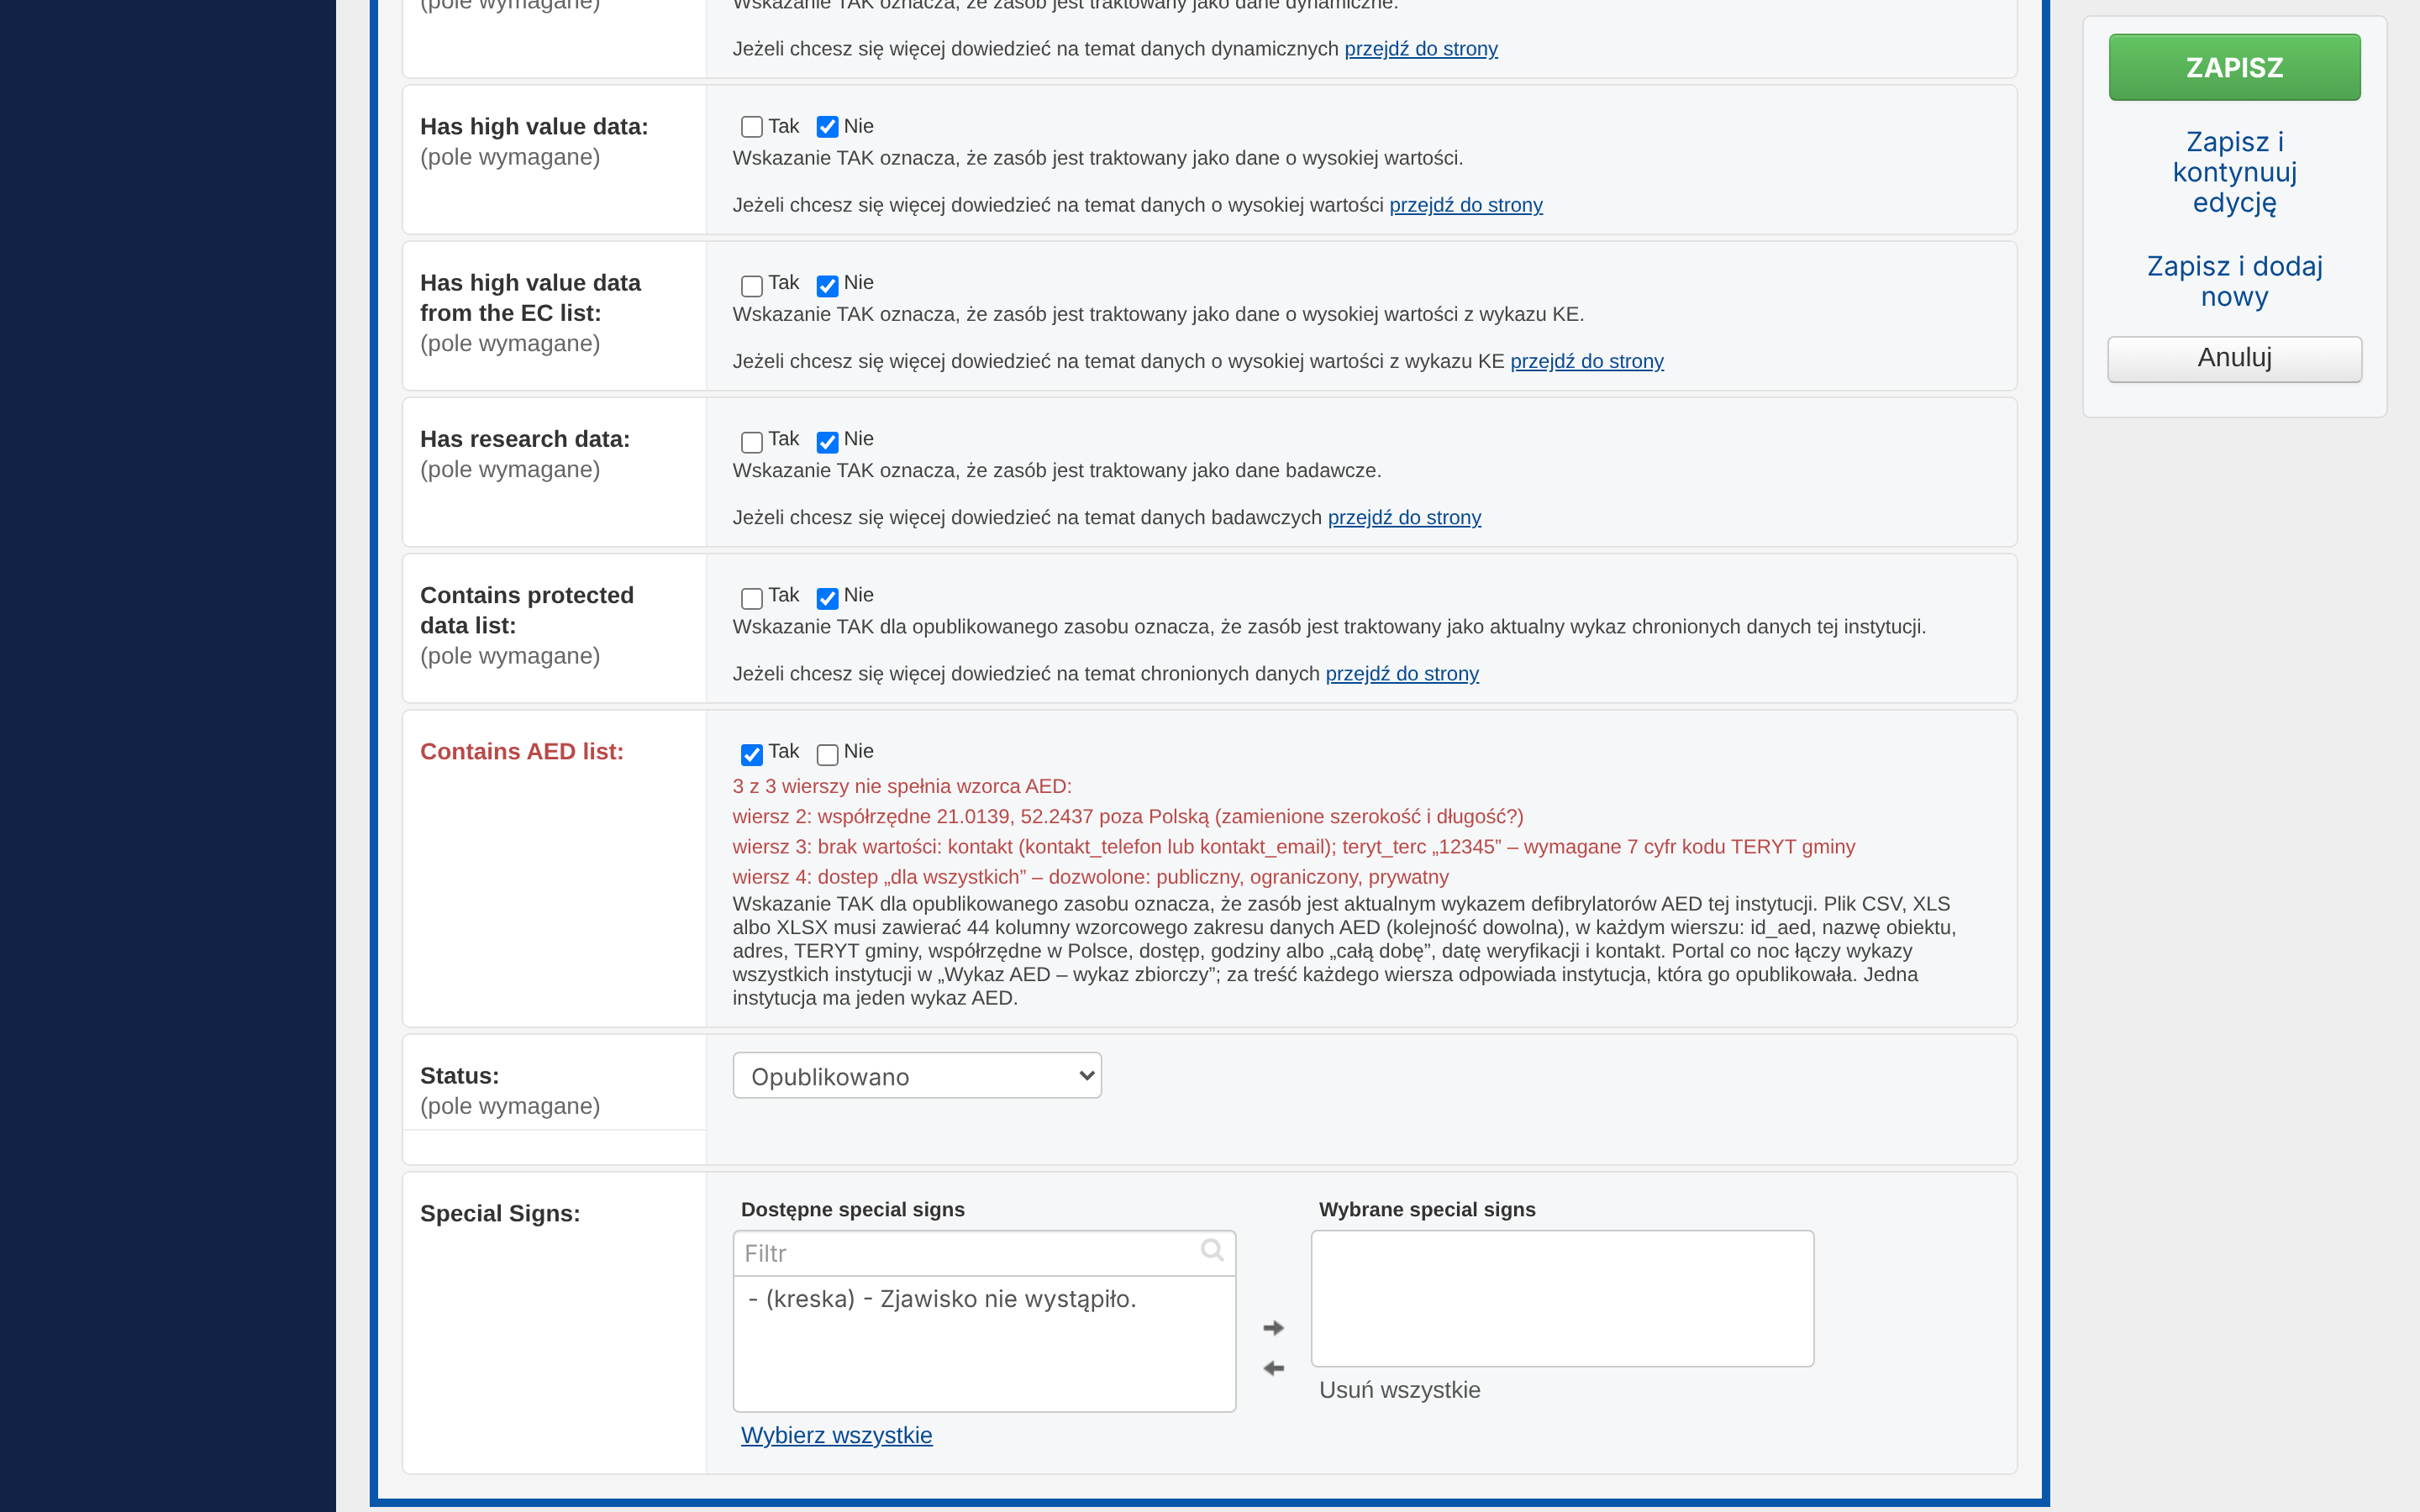 (pole wymagane)
Wskazanie TAK oznacza, że zasób jest traktowany jako dane dynamiczne.
Jeżeli chcesz się więcej dowiedzieć na temat danych dynamicznych przejdź do strony
Has high value data:
(pole wymagane)
Tak Nie
Wskazanie TAK oznacza, że zasób jest traktowany jako dane o wysokiej wartości.
Jeżeli chcesz się więcej dowiedzieć na temat danych o wysokiej wartości przejdź do strony
Has high value data
from the EC list:
(pole wymagane)
Tak Nie
Wskazanie TAK oznacza, że zasób jest traktowany jako dane o wysokiej wartości z wykazu KE.
Jeżeli chcesz się więcej dowiedzieć na temat danych o wysokiej wartości z wykazu KE przejdź do strony
Has research data:
(pole wymagane)
Tak Nie
Wskazanie TAK oznacza, że zasób jest traktowany jako dane badawcze.
Jeżeli chcesz się więcej dowiedzieć na temat danych badawczych przejdź do strony
Contains protected
data list:
(pole wymagane)
Tak Nie
Wskazanie TAK dla opublikowanego zasobu oznacza, że zasób jest traktowany jako aktualny wykaz chronionych danych tej instytucji.
Jeżeli chcesz się więcej dowiedzieć na temat chronionych danych przejdź do strony
Contains AED list:
Tak Nie
3 z 3 wierszy nie spełnia wzorca AED:
wiersz 2: współrzędne 21.0139, 52.2437 poza Polską (zamienione szerokość i długość?)
wiersz 3: brak wartości: kontakt (kontakt_telefon lub kontakt_email); teryt_terc „12345” – wymagane 7 cyfr kodu TERYT gminy
wiersz 4: dostep „dla wszystkich” – dozwolone: publiczny, ograniczony, prywatny
Wskazanie TAK dla opublikowanego zasobu oznacza, że zasób jest aktualnym wykazem defibrylatorów AED tej instytucji. Plik CSV, XLS
albo XLSX musi zawierać 44 kolumny wzorcowego zakresu danych AED (kolejność dowolna), w każdym wierszu: id_aed, nazwę obiektu,
adres, TERYT gminy, współrzędne w Polsce, dostęp, godziny albo „całą dobę”, datę weryfikacji i kontakt. Portal co noc łączy wykazy
wszystkich instytucji w „Wykaz AED – wykaz zbiorczy”; za treść każdego wiersza odpowiada instytucja, która go opublikowała. Jedna
instytucja ma jeden wykaz AED.
Status:
(pole wymagane)
Opublikowano
Special Signs:
Dostępne special signs
Filtr
- (kreska) - Zjawisko nie wystąpiło.
Wybierz wszystkie
Wybrane special signs
Usuń wszystkie
ZAPISZ
Zapisz i
kontynuuj
edycję
Zapisz i dodaj
nowy
Anuluj